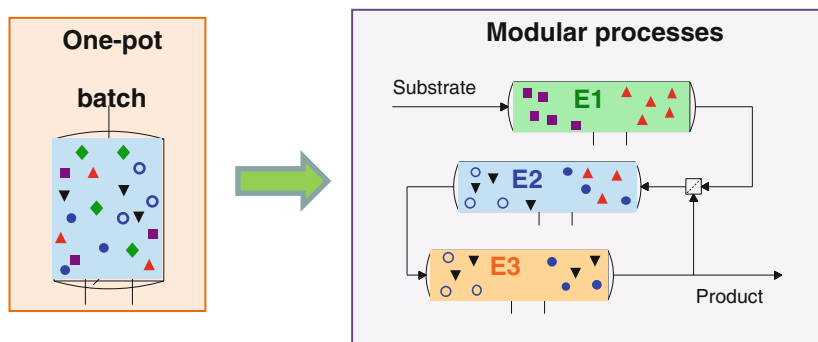 One-pot
batch
Modular processes
Substrate
E1
E2
E3
Product